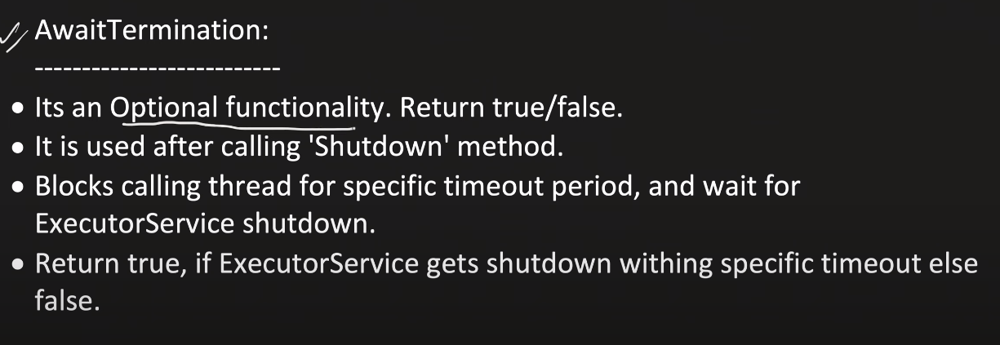 AwaitTermination:
--------------------------
• Its an Optional functionality. Return true/false.
• It is used after calling 'Shutdown' method.
• Blocks calling thread for specific timeout period, and wait for
ExecutorService shutdown.
• Return true, if ExecutorService gets shutdown withing specific timeout else
false.